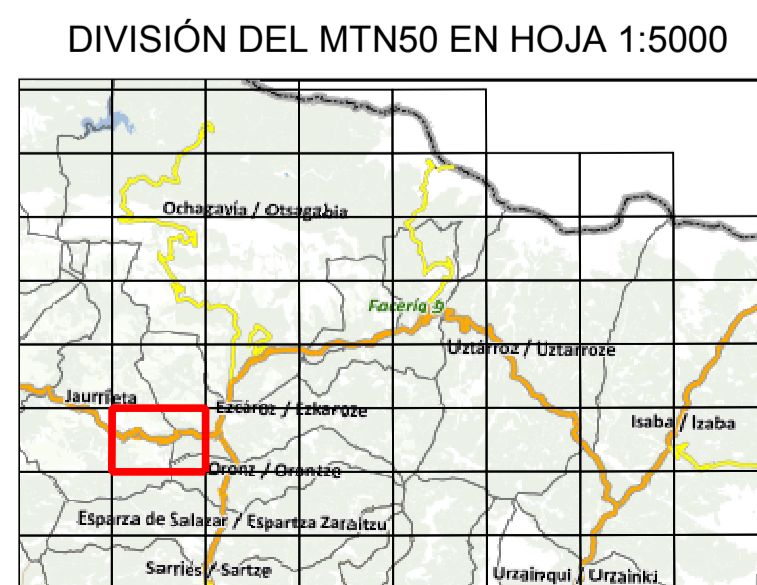 DIVISIÓN DEL MTN50 EN HOJA 1:5000
Ochagavía / Otsagabia
Facería 9
Uztárroz / Uztarroze
Jaurrieta
Ezcároz / Ezkaroze
Isaba / Izaba
Oronz / Orontze
Esparza de Salazar / Espartza Zaraitzu
Sarriés / Sartze
Urzainqui / Urzainki